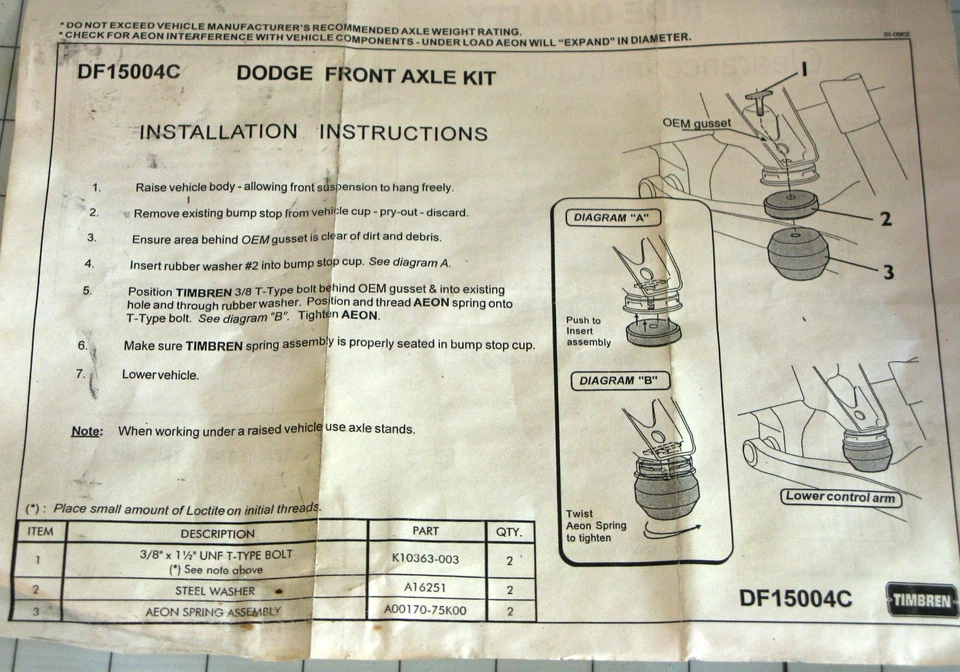 * DO NOT EXCEED VEHICLE MANUFACTURER'S RECOMMENDED AXLE WEIGHT RATING.
* CHECK FOR AEON INTERFERENCE WITH VEHICLE COMPONENTS - UNDER LOAD AEON WILL "EXPAND" IN DIAMETER.
DF15004C DODGE FRONT AXLE KIT
INSTALLATION INSTRUCTIONS
1. Raise vehicle body - allowing front suspension to hang freely.
2. Remove existing bump stop from vehicle cup - pry-out - discard.
3. Ensure area behind OEM gusset is clear of dirt and debris.
4. Insert rubber washer #2 into bump stop cup. See diagram A.
5. Position TIMBREN 3/8 T-Type bolt behind OEM gusset & into existing
hole and through rubber washer. Position and thread AEON spring onto
T-Type bolt. See diagram "B". Tighten AEON.
6. Make sure TIMBREN spring assembly is properly seated in bump stop cup.
7. Lower vehicle.
Note: When working under a raised vehicle use axle stands.
(*) : Place small amount of Loctite on initial threads.
ITEM DESCRIPTION PART QTY.
1 3/8" x 1½" UNF T-TYPE BOLT K10363-003 2
(*) See note above
2 STEEL WASHER A16251 2
3 AEON SPRING ASSEMBLY A00170-75K00 2
1
OEM gusset
2
3
DIAGRAM "A"
Push to
Insert
assembly
DIAGRAM "B"
Twist
Aeon Spring
to tighten
Lower control arm
DF15004C TIMBREN